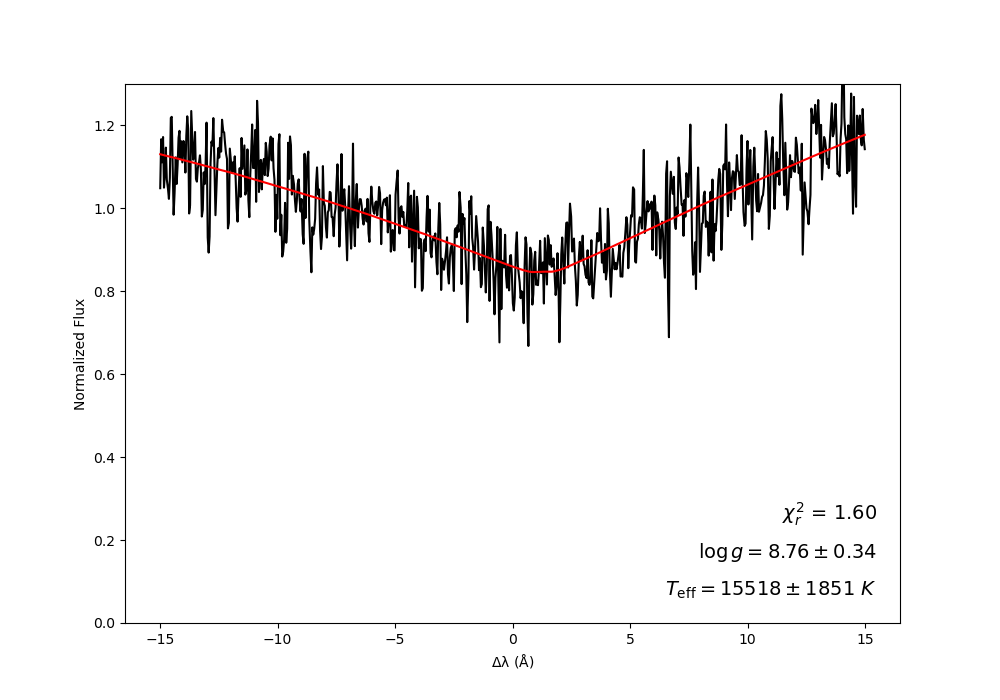 1.2
1.0
0.8
0.6
0.4
0.2
0.0
Normalized Flux
χ²ᵣ = 1.60
log g = 8.76 ± 0.34
T_eff = 15518 ± 1851 K
−15 −10 −5 0 5 10 15
Δλ (Å)